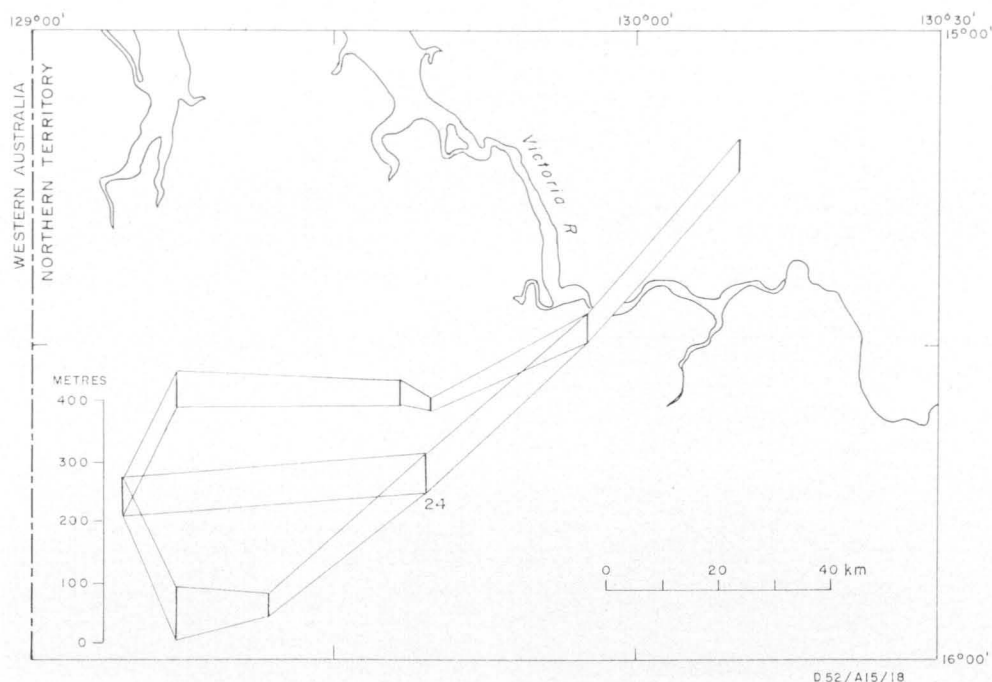 129°00'
130°00'
130°30'
15°00'
WESTERN AUSTRALIA
NORTHERN TERRITORY
Victoria R
METRES
400
300
200
100
0
24
0 20 40 km
16°00'
D52/A15/18